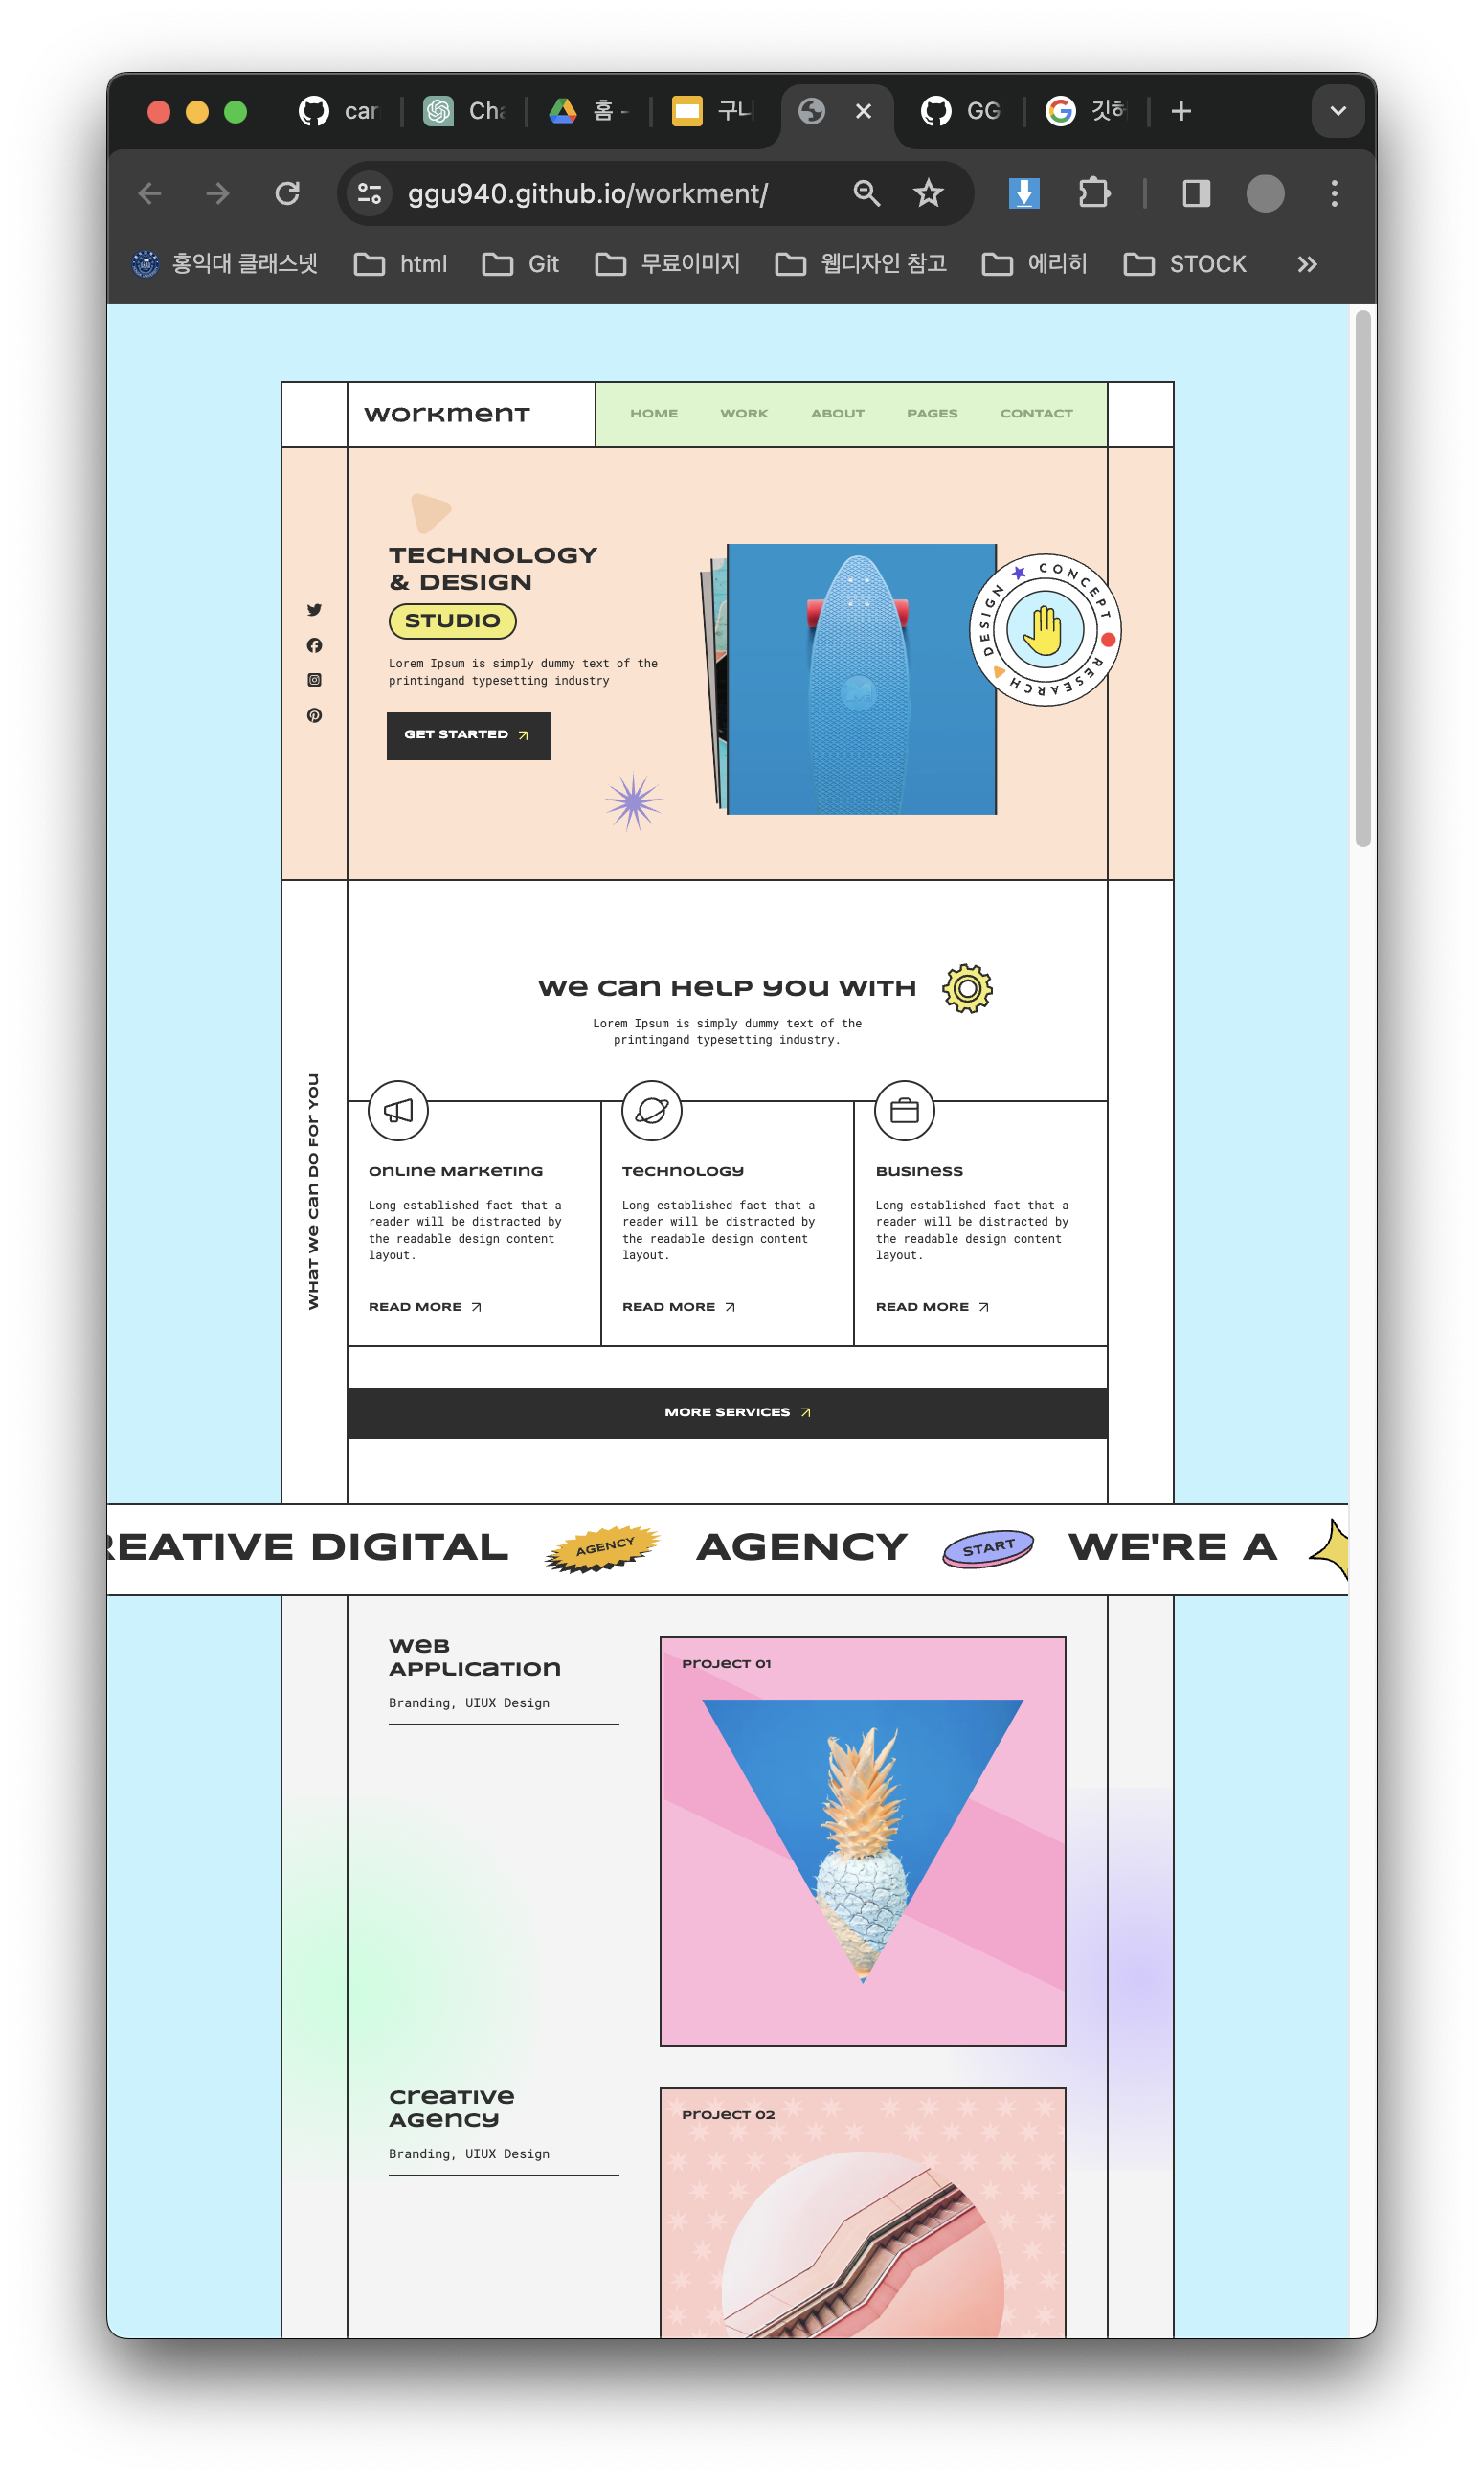 car
Cha
홈 -
구나
GG
깃허
ggu940.github.io/workment/
홍익대 클래스넷
html
Git
무료이미지
웹디자인 참고
에리히
STOCK
workment
HOME
WORK
ABOUT
PAGES
CONTACT
TECHNOLOGY
& DESIGN
STUDIO
Lorem Ipsum is simply dummy text of the
printingand typesetting industry
GET STARTED
DESIGN CONCEPT RESEARCH
WHAT WE CAN DO FOR YOU
We can help you with
Lorem Ipsum is simply dummy text of the
printingand typesetting industry.
Online Marketing
Long established fact that a
reader will be distracted by
the readable design content
layout.
READ MORE
Technology
Long established fact that a
reader will be distracted by
the readable design content
layout.
READ MORE
Business
Long established fact that a
reader will be distracted by
the readable design content
layout.
READ MORE
MORE SERVICES
REATIVE DIGITAL
AGENCY
AGENCY
START
WE'RE A
Web
Application
Branding, UIUX Design
Project 01
Creative
Agency
Branding, UIUX Design
Project 02